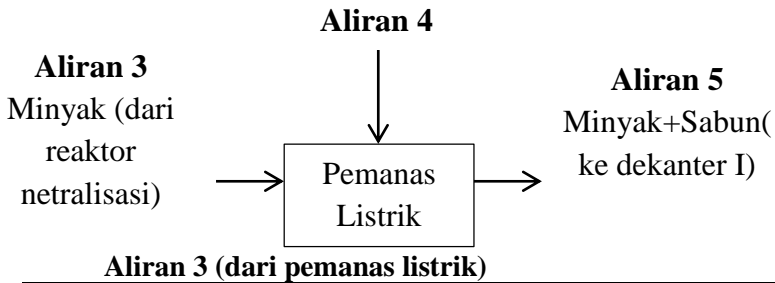 Aliran 4
Aliran 3
Minyak (dari
reaktor
netralisasi)
Pemanas
Listrik
Aliran 5
Minyak+Sabun(
ke dekanter I)
Aliran 3 (dari pemanas listrik)